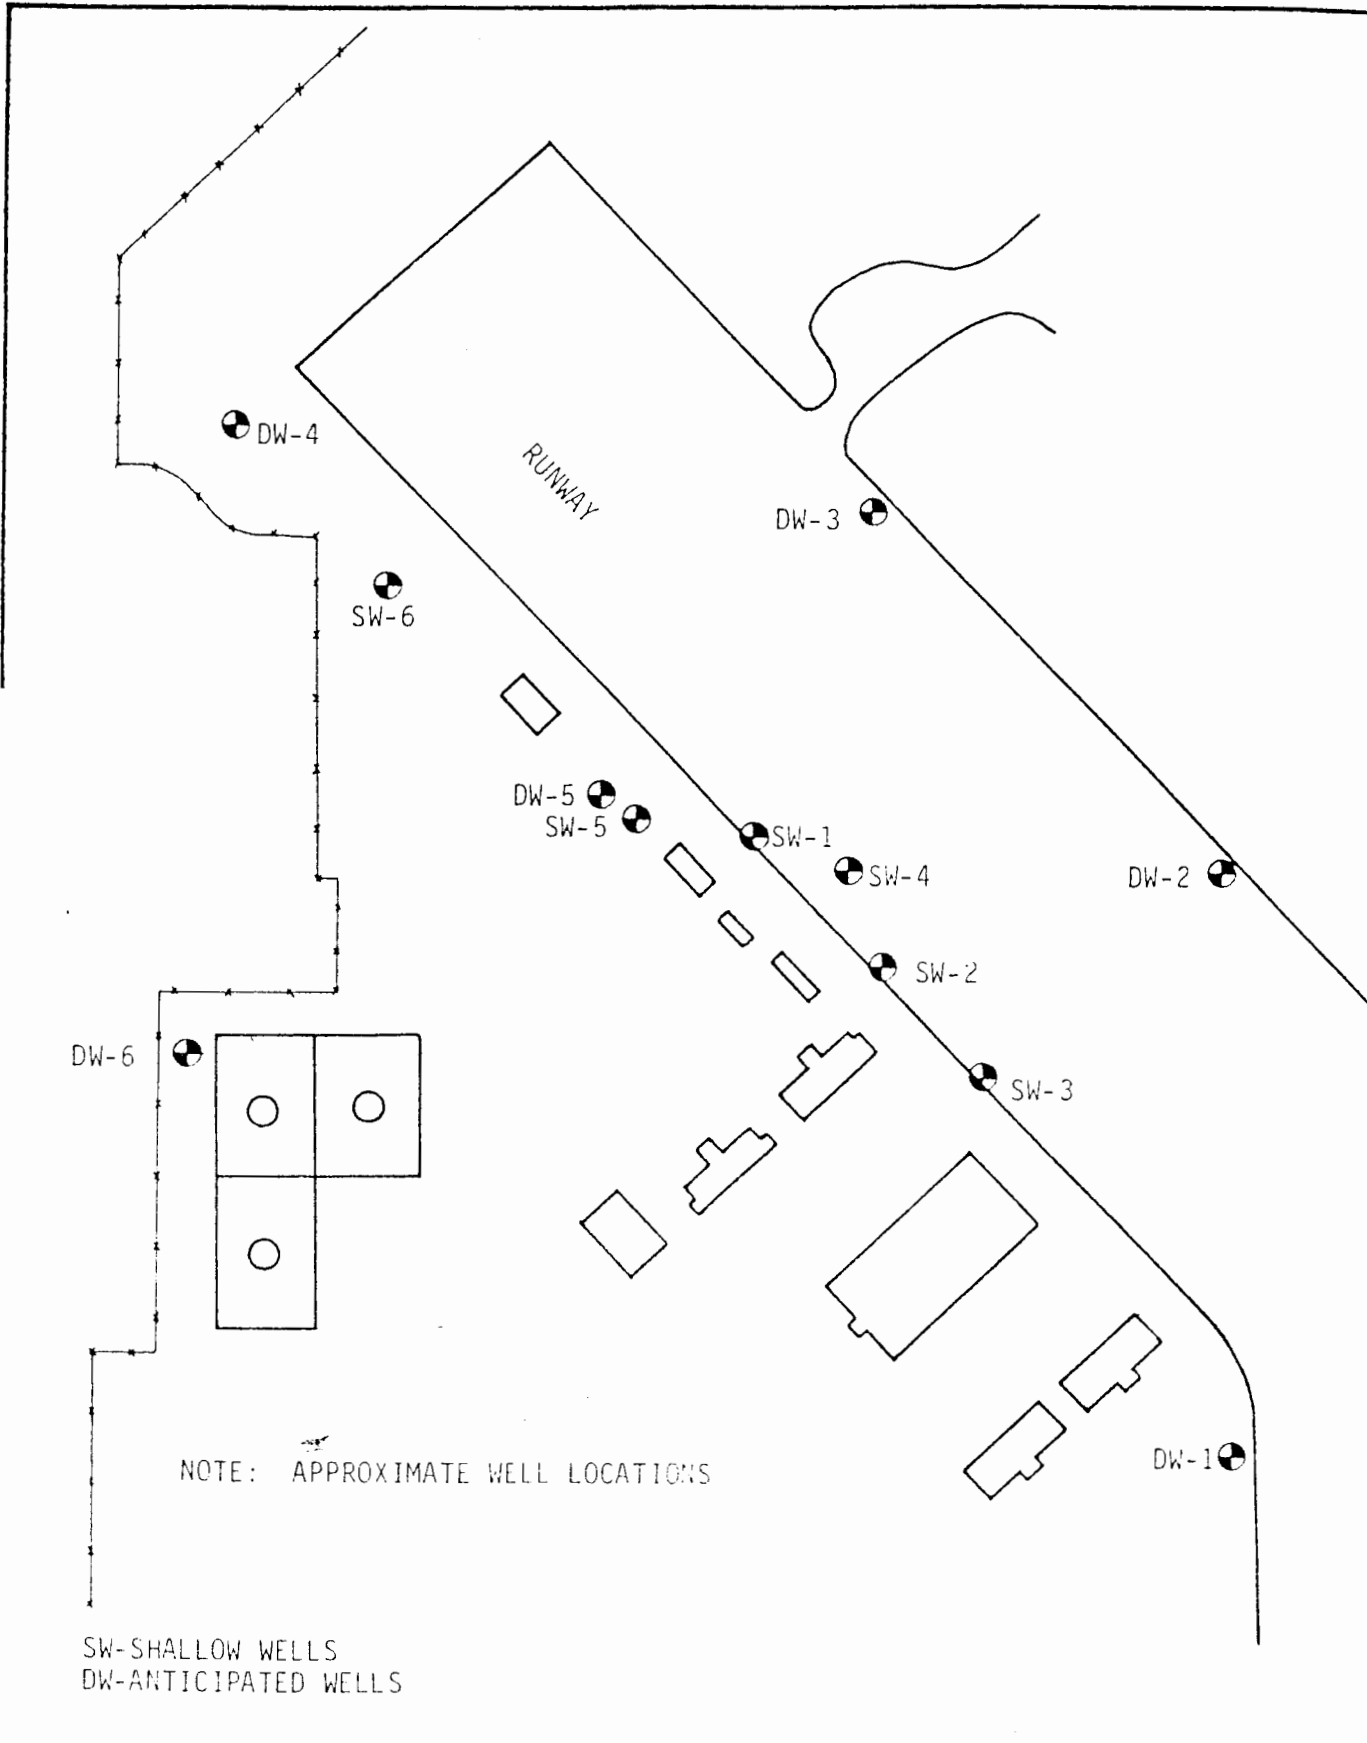 DW-4
RUNWAY
DW-3
SW-6
DW-5
SW-5
SW-1
SW-4
DW-2
SW-2
DW-6
SW-3
DW-1
NOTE: APPROXIMATE WELL LOCATIONS
SW-SHALLOW WELLS
DW-ANTICIPATED WELLS